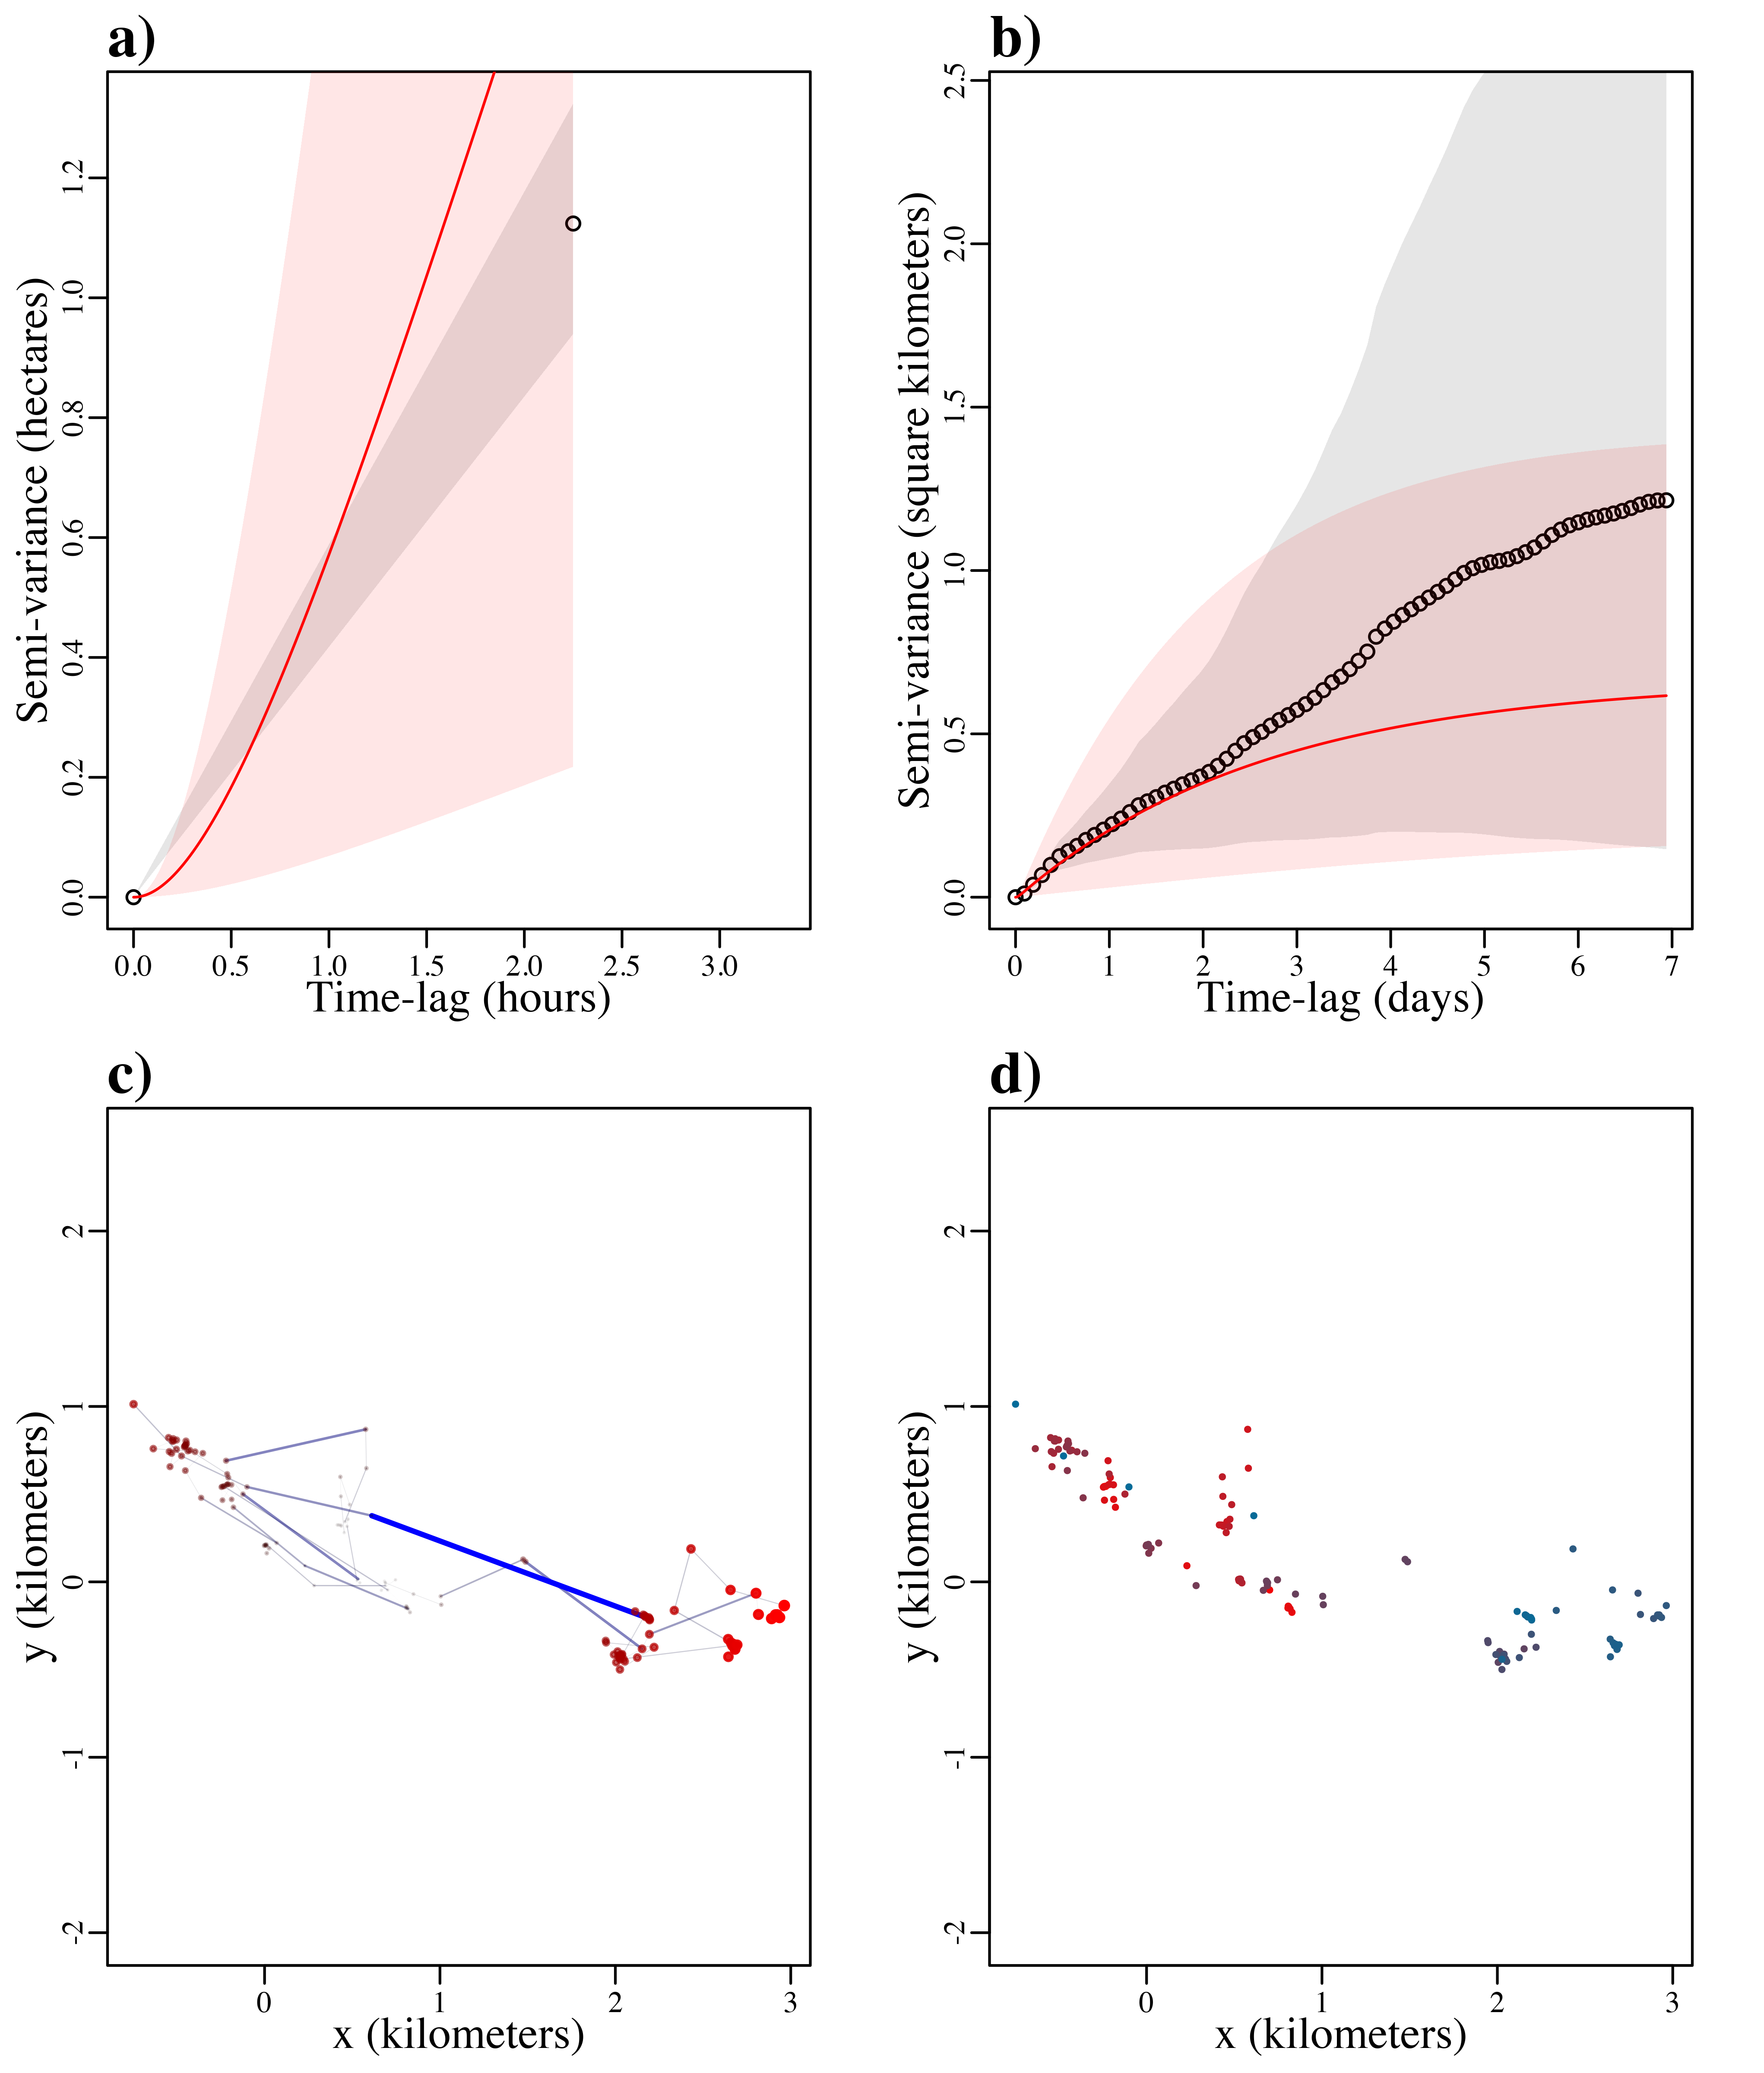 a)
Semi-variance (hectares)
0.0 0.2 0.4 0.6 0.8 1.0 1.2
0.0 0.5 1.0 1.5 2.0 2.5 3.0
Time-lag (hours)
b)
Semi-variance (square kilometers)
0.0 0.5 1.0 1.5 2.0 2.5
0 1 2 3 4 5 6 7
Time-lag (days)
c)
y (kilometers)
-2 -1 0 1 2
0 1 2 3
x (kilometers)
d)
y (kilometers)
-2 -1 0 1 2
0 1 2 3
x (kilometers)